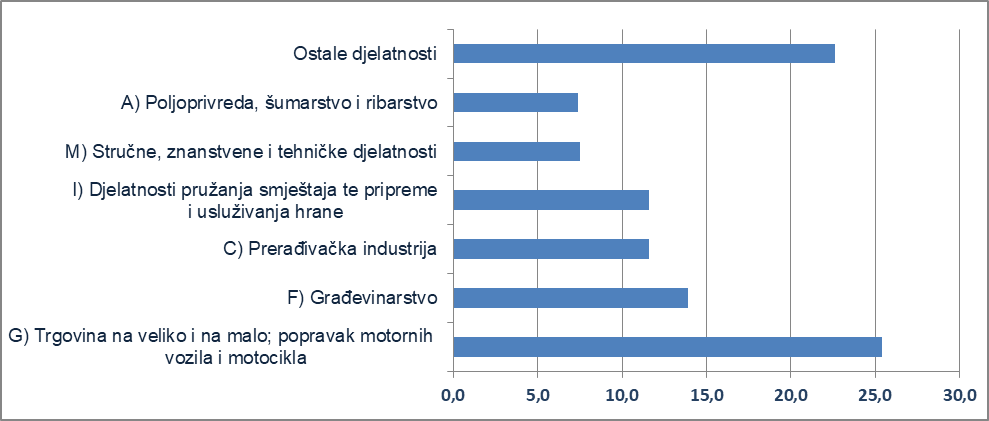 Ostale djelatnosti
A) Poljoprivreda, šumarstvo i ribarstvo
M) Stručne, znanstvene i tehničke djelatnosti
I) Djelatnosti pružanja smještaja te pripreme
i usluživanja hrane
C) Prerađivačka industrija
F) Građevinarstvo
G) Trgovina na veliko i na malo; popravak motornih
vozila i motocikla
0,0 5,0 10,0 15,0 20,0 25,0 30,0